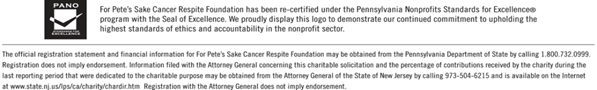 PANO
EXCELLENCE
For Pete's Sake Cancer Respite Foundation has been re-certified under the Pennsylvania Nonprofits Standards for Excellence®
program with the Seal of Excellence. We proudly display this logo to demonstrate our continued commitment to upholding the
highest standards of ethics and accountability in the nonprofit sector.
The official registration statement and financial information for For Pete's Sake Cancer Respite Foundation may be obtained from the Pennsylvania Department of State by calling 1.800.732.0999.
Registration does not imply endorsement. Information filed with the Attorney General concerning this charitable solicitation and the percentage of contributions received by the charity during the
last reporting period that were dedicated to the charitable purpose may be obtained from the Attorney General of the State of New Jersey by calling 973-504-6215 and is available on the Internet
at www.state.nj.us/lps/ca/charity/chardir.htm Registration with the Attorney General does not imply endorsement.